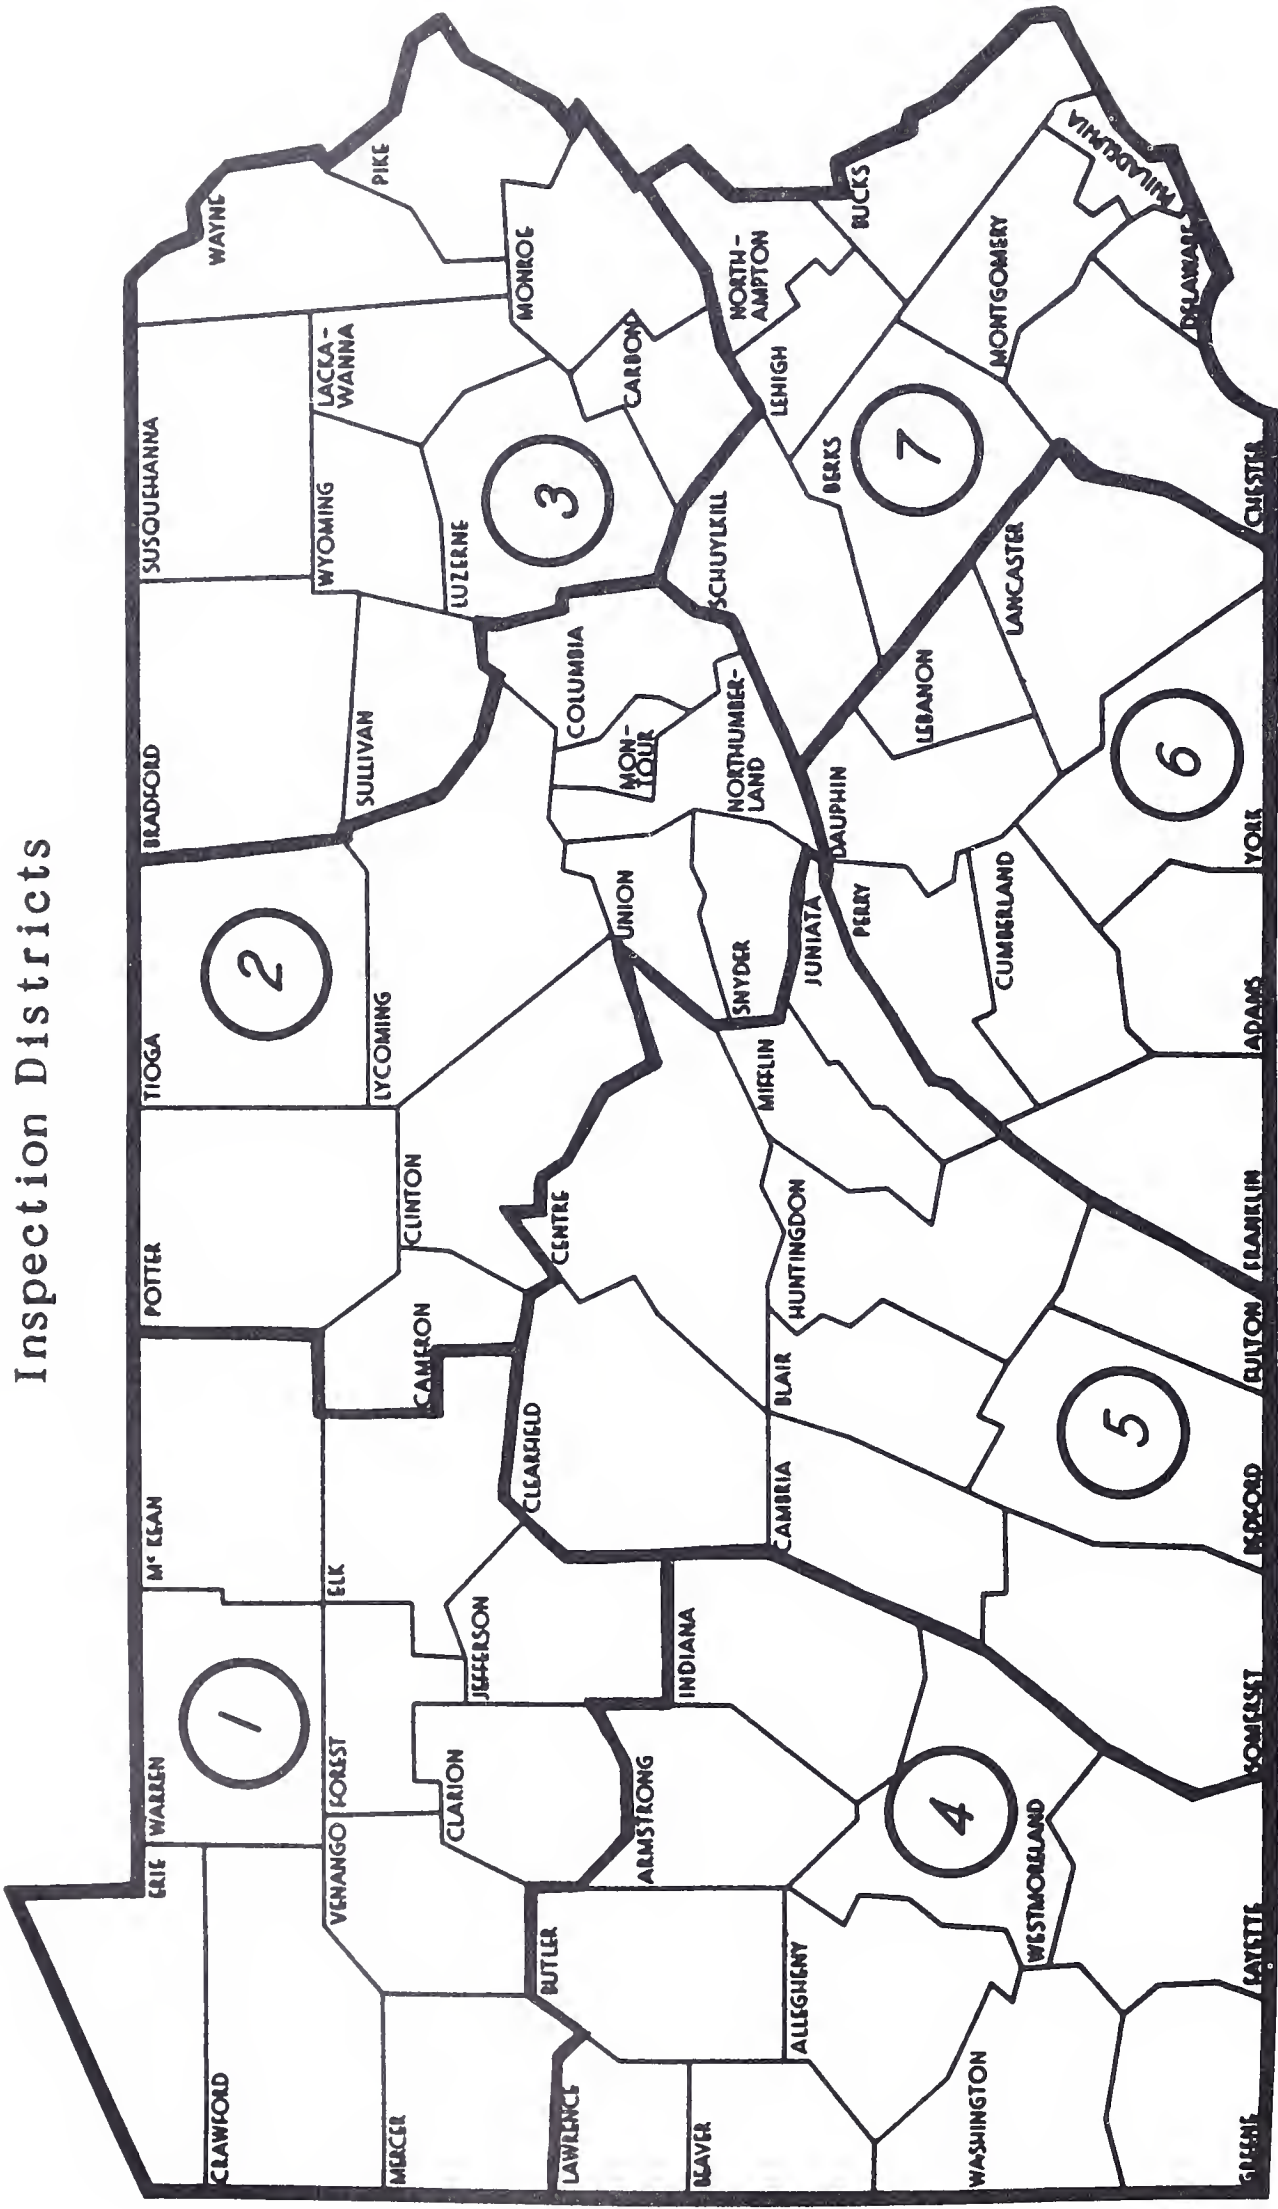 Inspection Districts
ERIE
CRAWFORD
WARREN
Mc KEAN
POTTER
TIOGA
BRADFORD
SUSQUEHANNA
WAYNE
PIKE
MERCER
VENANGO
FOREST
ELK
CAMERON
CLINTON
LYCOMING
SULLIVAN
WYOMING
LACKA-
WANNA
1
2
3
LAWRENCE
BUTLER
CLARION
JEFFERSON
CLEARFIELD
CENTRE
UNION
MON-
TOUR
COLUMBIA
LUZERNE
CARBON
MONROE
BEAVER
ALLEGHENY
ARMSTRONG
INDIANA
CAMBRIA
BLAIR
HUNTINGDON
MIFFLIN
JUNIATA
SNYDER
NORTHUMBER-
LAND
SCHUYLKILL
LEHIGH
NORTH-
AMPTON
4
5
6
7
WASHINGTON
WESTMORELAND
PERRY
CUMBERLAND
DAUPHIN
LEBANON
LANCASTER
BERKS
MONTGOMERY
BUCKS
PHILADELPHIA
GREENE
FAYETTE
SOMERSET
BEDFORD
FULTON
FRANKLIN
ADAMS
YORK
CHESTER
DELAWARE